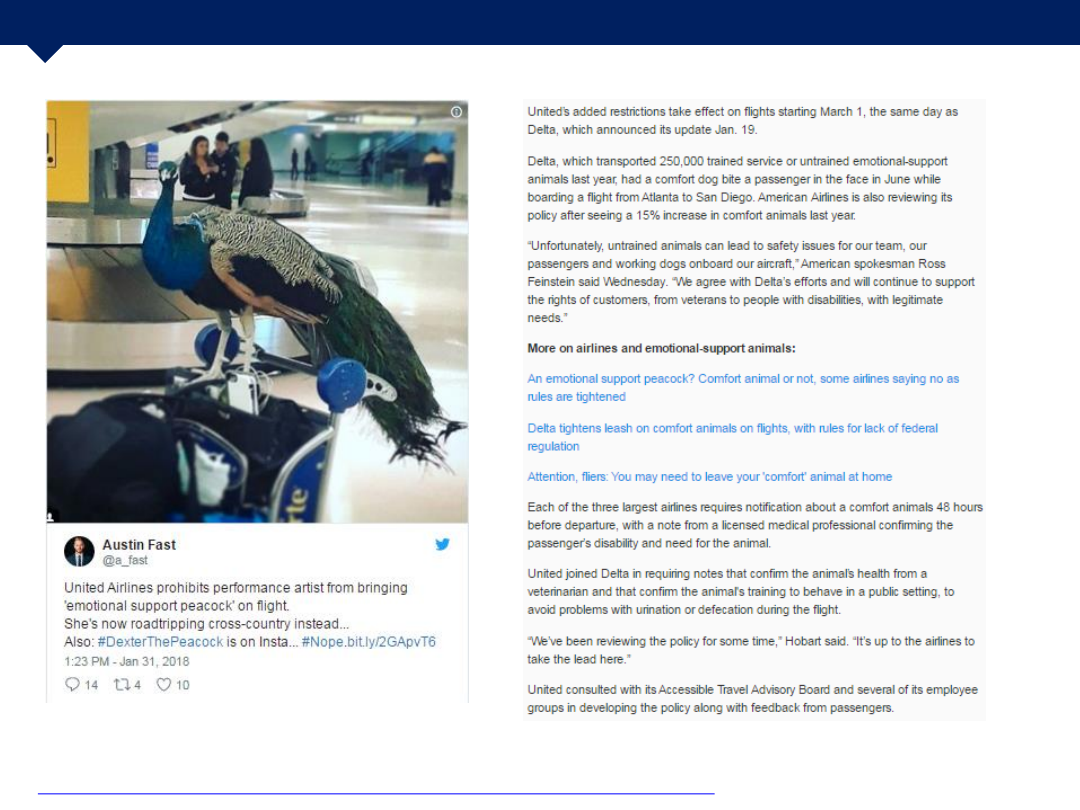 rte
Austin Fast
@a_fast
United Airlines prohibits performance artist from bringing
'emotional support peacock' on flight.
She's now roadtripping cross-country instead...
Also: #DexterThePeacock is on Insta... #Nope.bit.ly/2GApvT6
1:23 PM - Jan 31, 2018
14 4 10
United's added restrictions take effect on flights starting March 1, the same day as
Delta, which announced its update Jan. 19.
Delta, which transported 250,000 trained service or untrained emotional-support
animals last year, had a comfort dog bite a passenger in the face in June while
boarding a flight from Atlanta to San Diego. American Airlines is also reviewing its
policy after seeing a 15% increase in comfort animals last year.
“Unfortunately, untrained animals can lead to safety issues for our team, our
passengers and working dogs onboard our aircraft,” American spokesman Ross
Feinstein said Wednesday. “We agree with Delta's efforts and will continue to support
the rights of customers, from veterans to people with disabilities, with legitimate
needs.”
More on airlines and emotional-support animals:
An emotional support peacock? Comfort animal or not, some airlines saying no as
rules are tightened
Delta tightens leash on comfort animals on flights, with rules for lack of federal
regulation
Attention, fliers: You may need to leave your 'comfort' animal at home
Each of the three largest airlines requires notification about a comfort animals 48 hours
before departure, with a note from a licensed medical professional confirming the
passenger's disability and need for the animal.
United joined Delta in requiring notes that confirm the animal's health from a
veterinarian and that confirm the animal's training to behave in a public setting, to
avoid problems with urination or defecation during the flight.
“We've been reviewing the policy for some time,” Hobart said. “It's up to the airlines to
take the lead here.”
United consulted with its Accessible Travel Advisory Board and several of its employee
groups in developing the policy along with feedback from passengers.